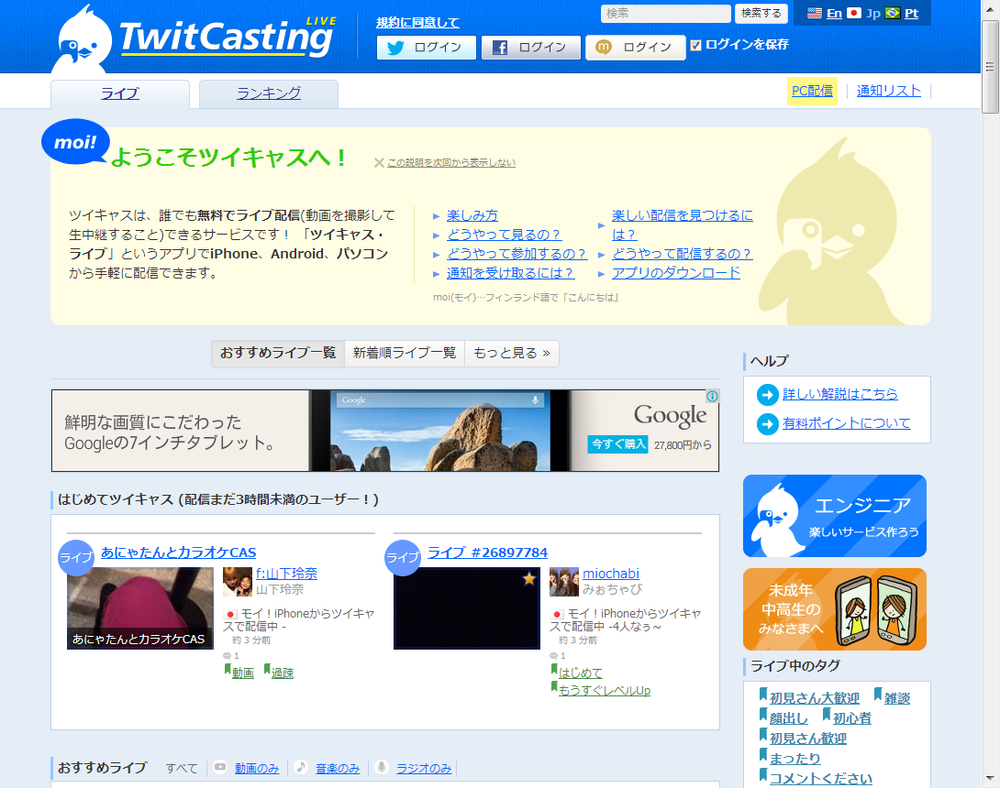 TwitCasting LIVE
規約に同意して
ログイン
ログイン
ログイン
ログインを保存
検索
検索する
En Jp Pt
ライブ
ランキング
PC配信
通知リスト
moi!
ようこそツイキャスへ！
この説明を次回から表示しない
ツイキャスは、誰でも無料でライブ配信(動画を撮影して
生中継すること)できるサービスです！「ツイキャス・
ライブ」というアプリでiPhone、Android、パソコン
から手軽に配信できます。
楽しみ方
どうやって見るの？
どうやって参加するの？
通知を受け取るには？
楽しい配信を見つけるに
は？
どうやって配信するの？
アプリのダウンロード
moi(モイ)…フィンランド語で「こんにちは」
おすすめライブ一覧
新着順ライブ一覧
もっと見る »
鮮明な画質にこだわった
Googleの7インチタブレット。
Google
Google
今すぐ購入 27,800円から
はじめてツイキャス (配信まだ3時間未満のユーザー！)
ライブ
あにゃたんとカラオケCAS
あにゃたんとカラオケCAS
f:山下玲奈
山下玲奈
モイ！iPhoneからツイキャ
スで配信中 -
約 3 分前
1
動画 過疎
ライブ
ライブ #26897784
miochabi
みぉちゃび
モイ！iPhoneからツイキャ
スで配信中 -4人なぅ~
約 3 分前
1
はじめて
もうすぐレベルUp
おすすめライブ
すべて
動画のみ
音楽のみ
ラジオのみ
ヘルプ
詳しい解説はこちら
有料ポイントについて
エンジニア
楽しいサービス作ろう
未成年
中高生の
みなさまへ
ライブ中のタグ
初見さん大歓迎 雑談
顔出し 初心者
初見さん歓迎
まったり
コメントください